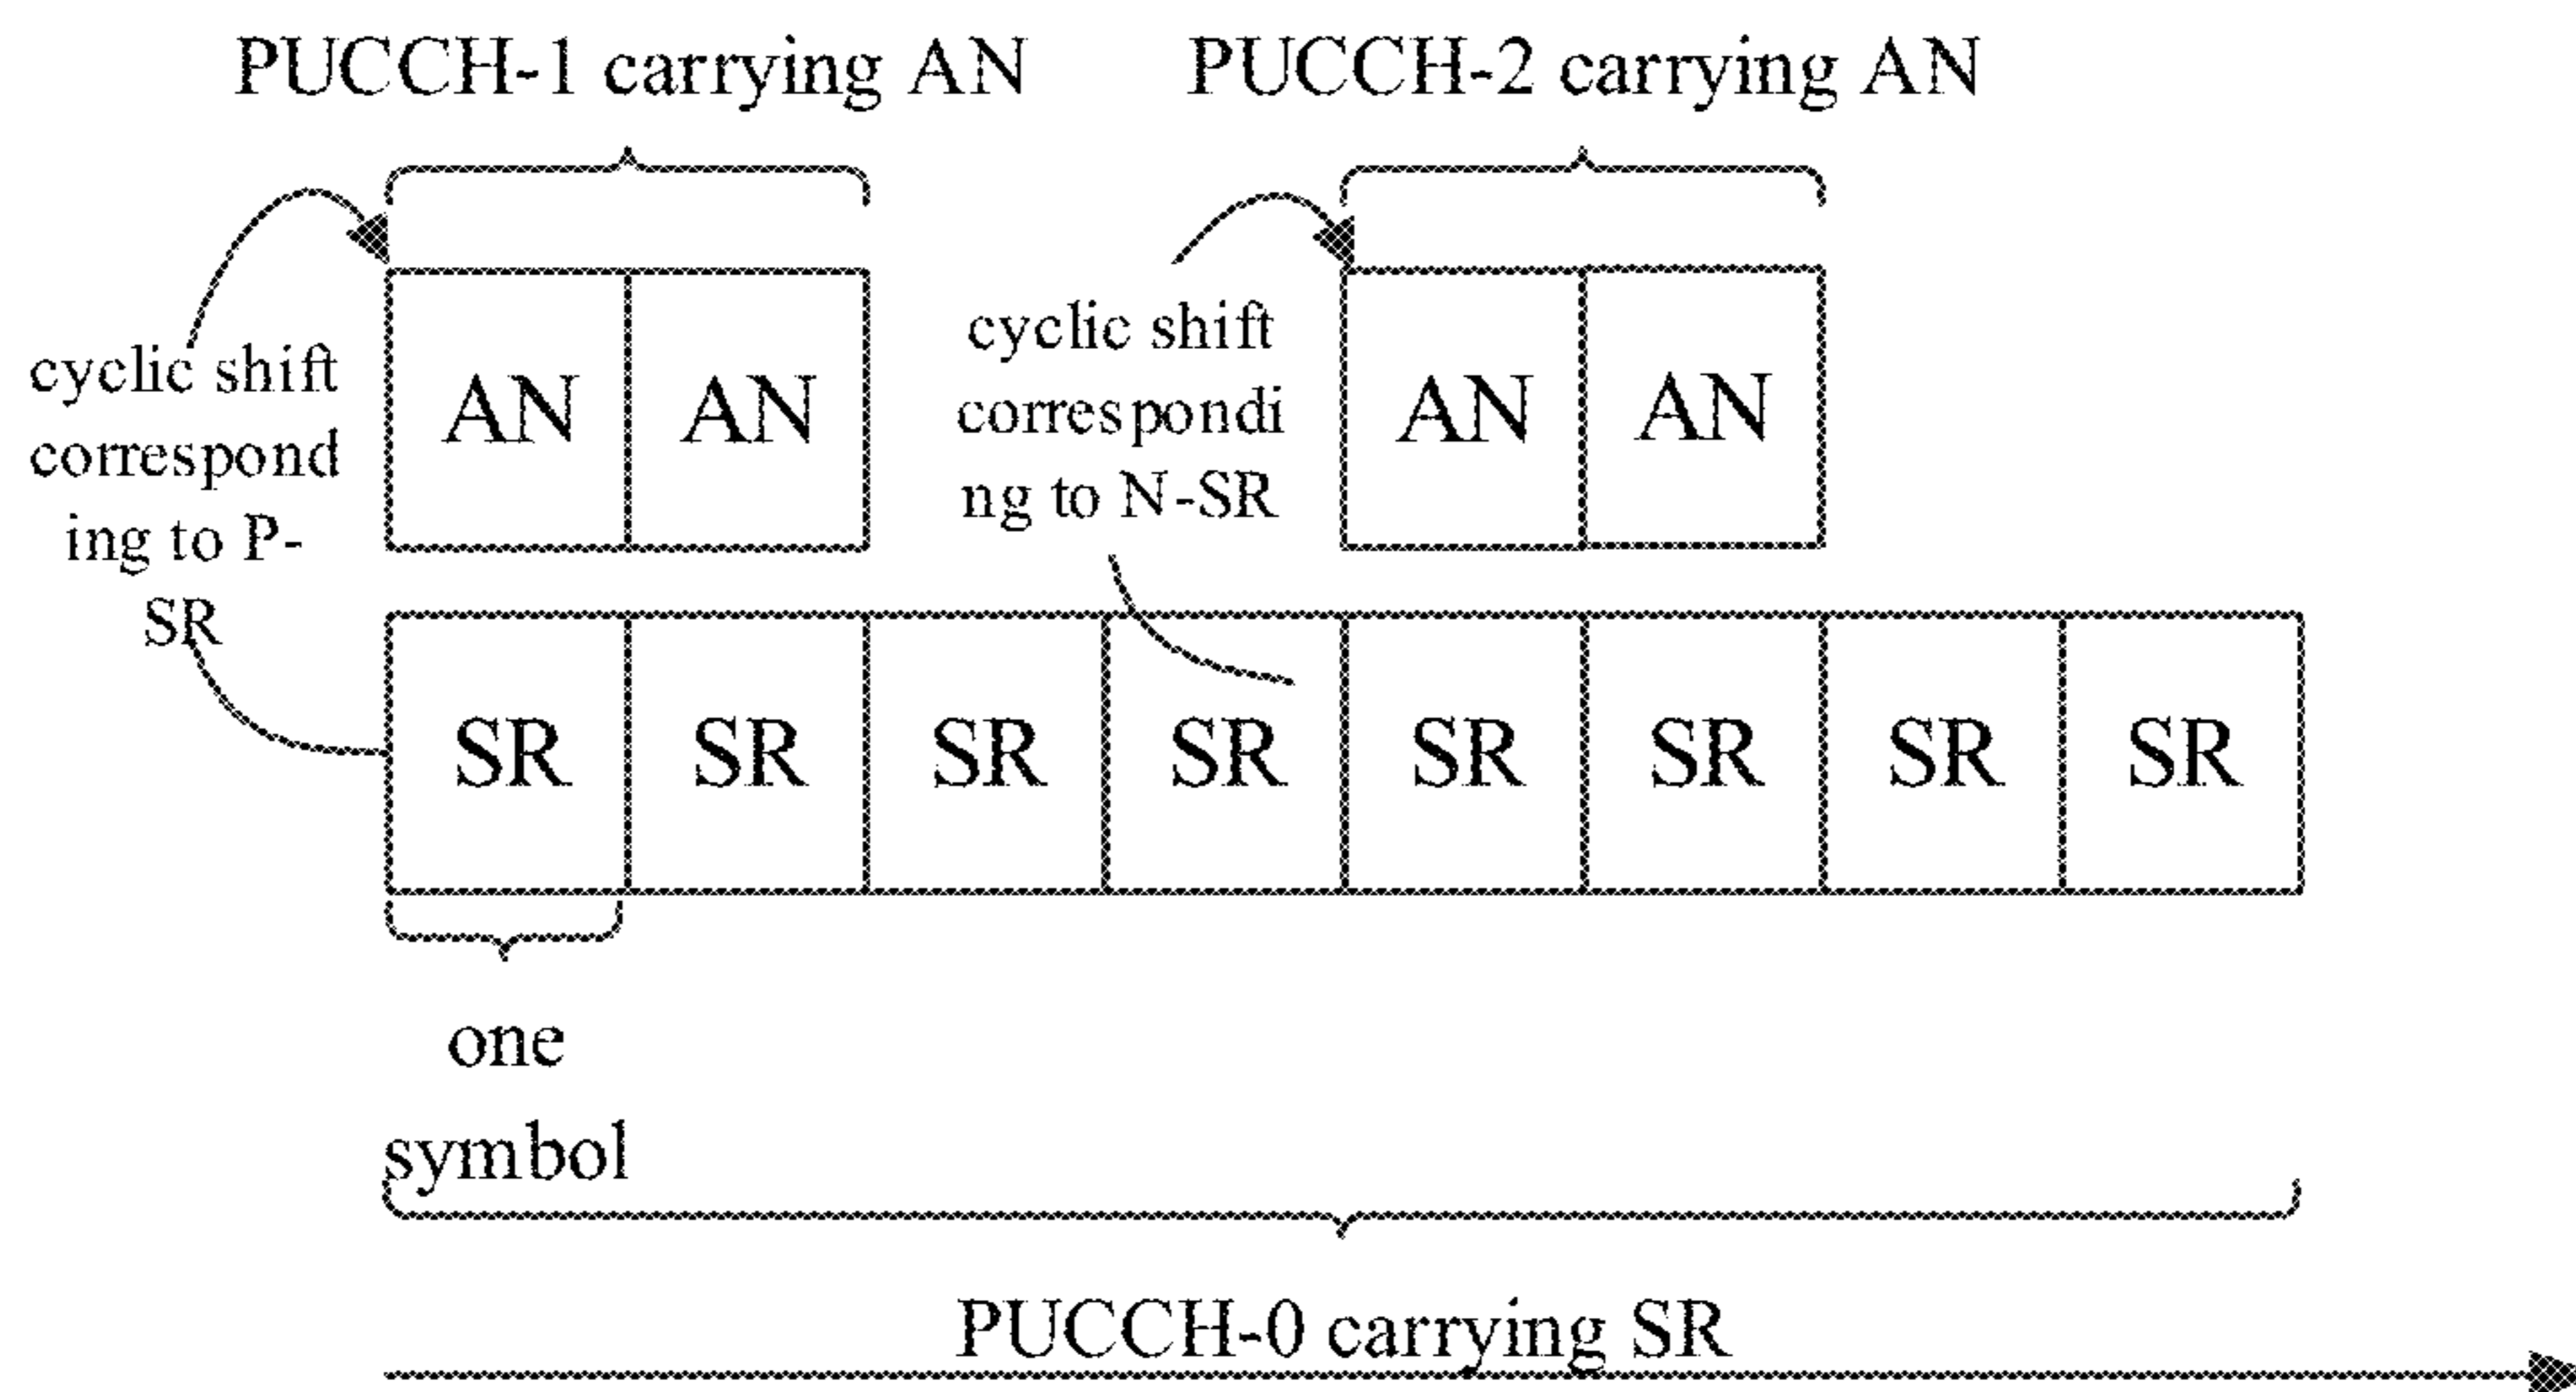 PUCCH-1 carrying AN
PUCCH-2 carrying AN
cyclic shift
correspond
ing to P-
SR
AN AN
cyclic shift
correspondi
ng to N-SR
AN AN
SR SR SR SR SR SR SR SR
one
symbol
PUCCH-0 carrying SR